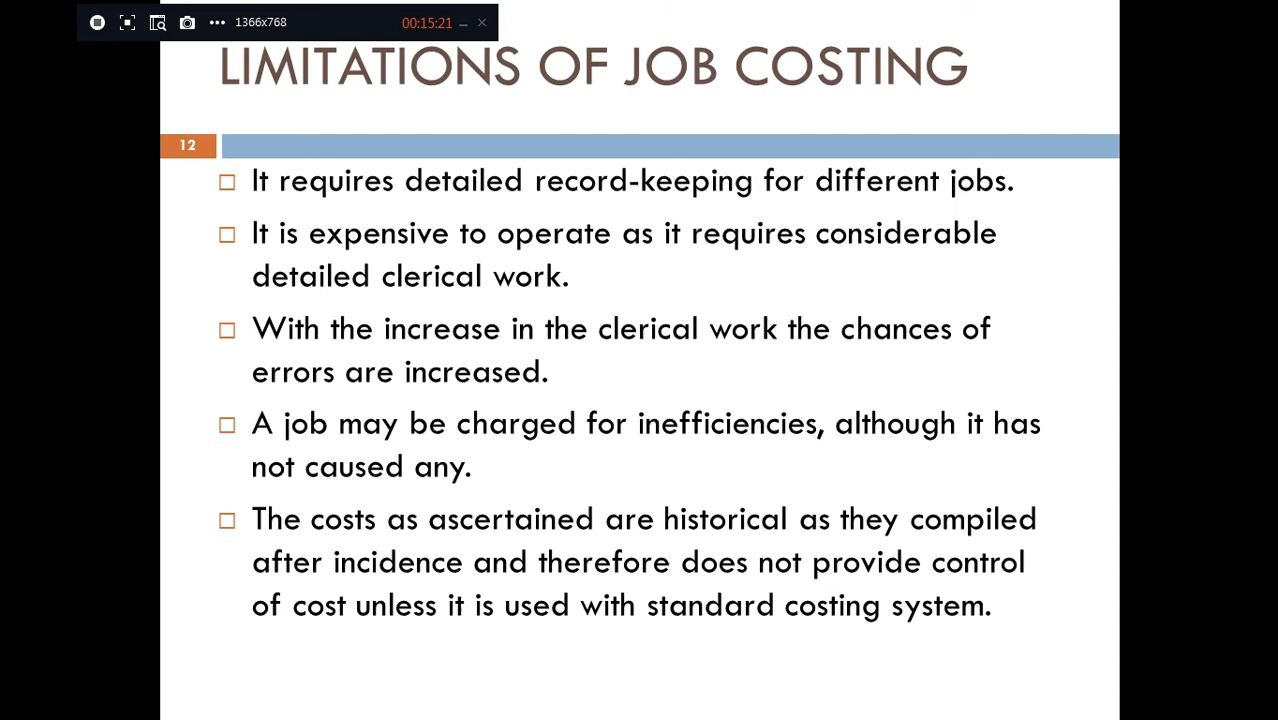 1366x768
00:15:21
LIMITATIONS OF JOB COSTING
12
It requires detailed record-keeping for different jobs.
It is expensive to operate as it requires considerable
detailed clerical work.
With the increase in the clerical work the chances of
errors are increased.
A job may be charged for inefficiencies, although it has
not caused any.
The costs as ascertained are historical as they compiled
after incidence and therefore does not provide control
of cost unless it is used with standard costing system.